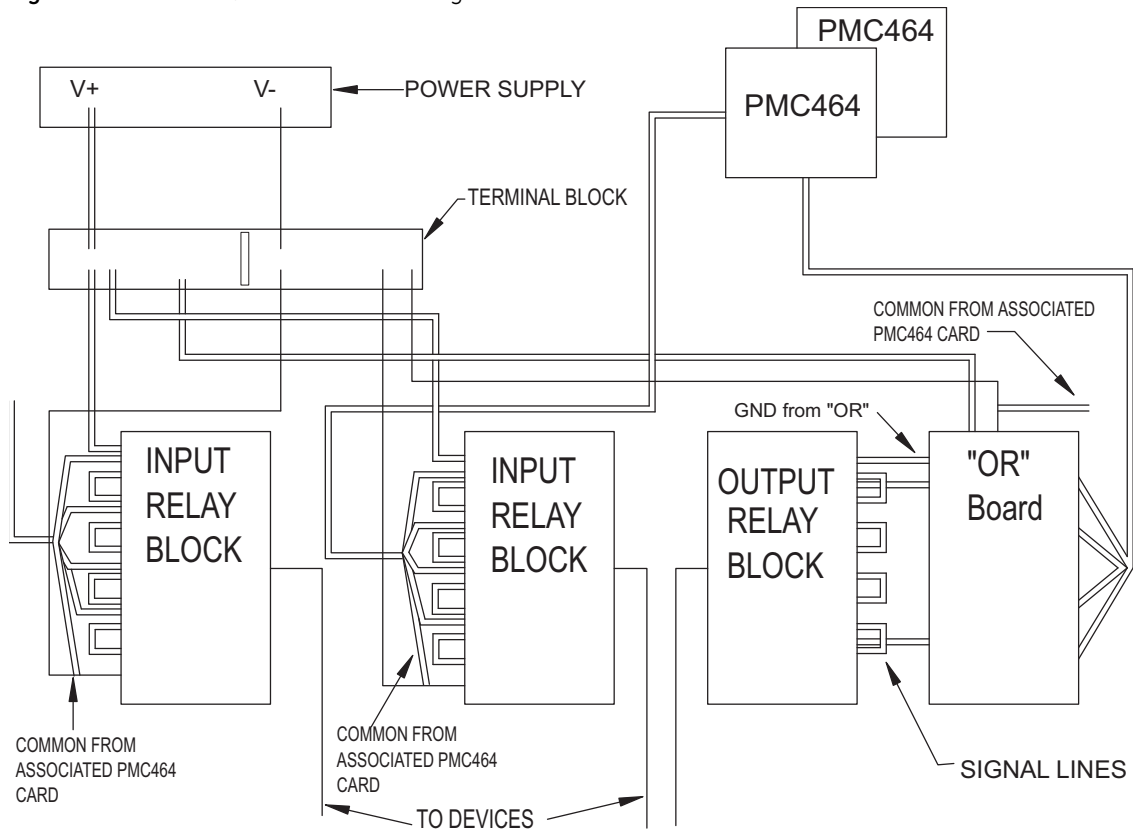 PMC464
PMC464
V+ V-
POWER SUPPLY
TERMINAL BLOCK
COMMON FROM ASSOCIATED
PMC464 CARD
GND from "OR"
INPUT
RELAY
BLOCK
INPUT
RELAY
BLOCK
OUTPUT
RELAY
BLOCK
"OR"
Board
COMMON FROM
ASSOCIATED PMC464
CARD
COMMON FROM
ASSOCIATED PMC464
CARD
SIGNAL LINES
TO DEVICES